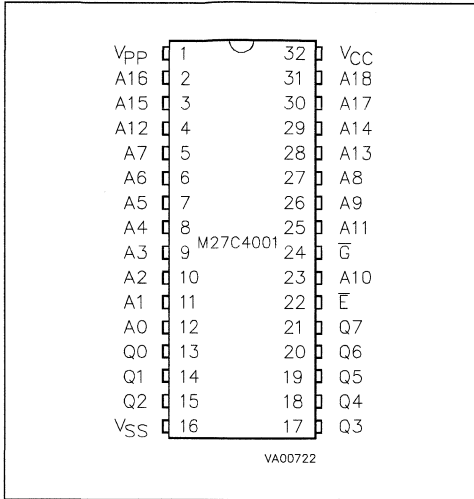 VPP 1 32 VCC
A16 2 31 A18
A15 3 30 A17
A12 4 29 A14
A7 5 28 A13
A6 6 27 A8
A5 7 26 A9
A4 8 25 A11
M27C4001
A3 9 24 G̅
A2 10 23 A10
A1 11 22 E̅
A0 12 21 Q7
Q0 13 20 Q6
Q1 14 19 Q5
Q2 15 18 Q4
VSS 16 17 Q3
VA00722